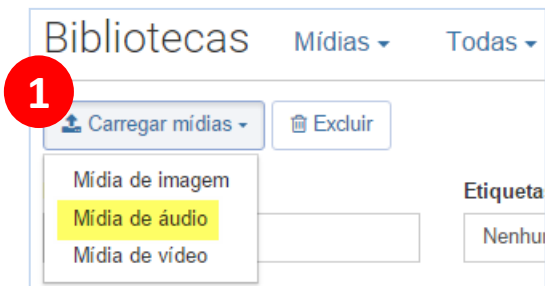 Bibliotecas Mídias Todas
1
Carregar mídias Excluir
Mídia de imagem
Mídia de áudio
Mídia de vídeo
Etiqueta
Nenhu